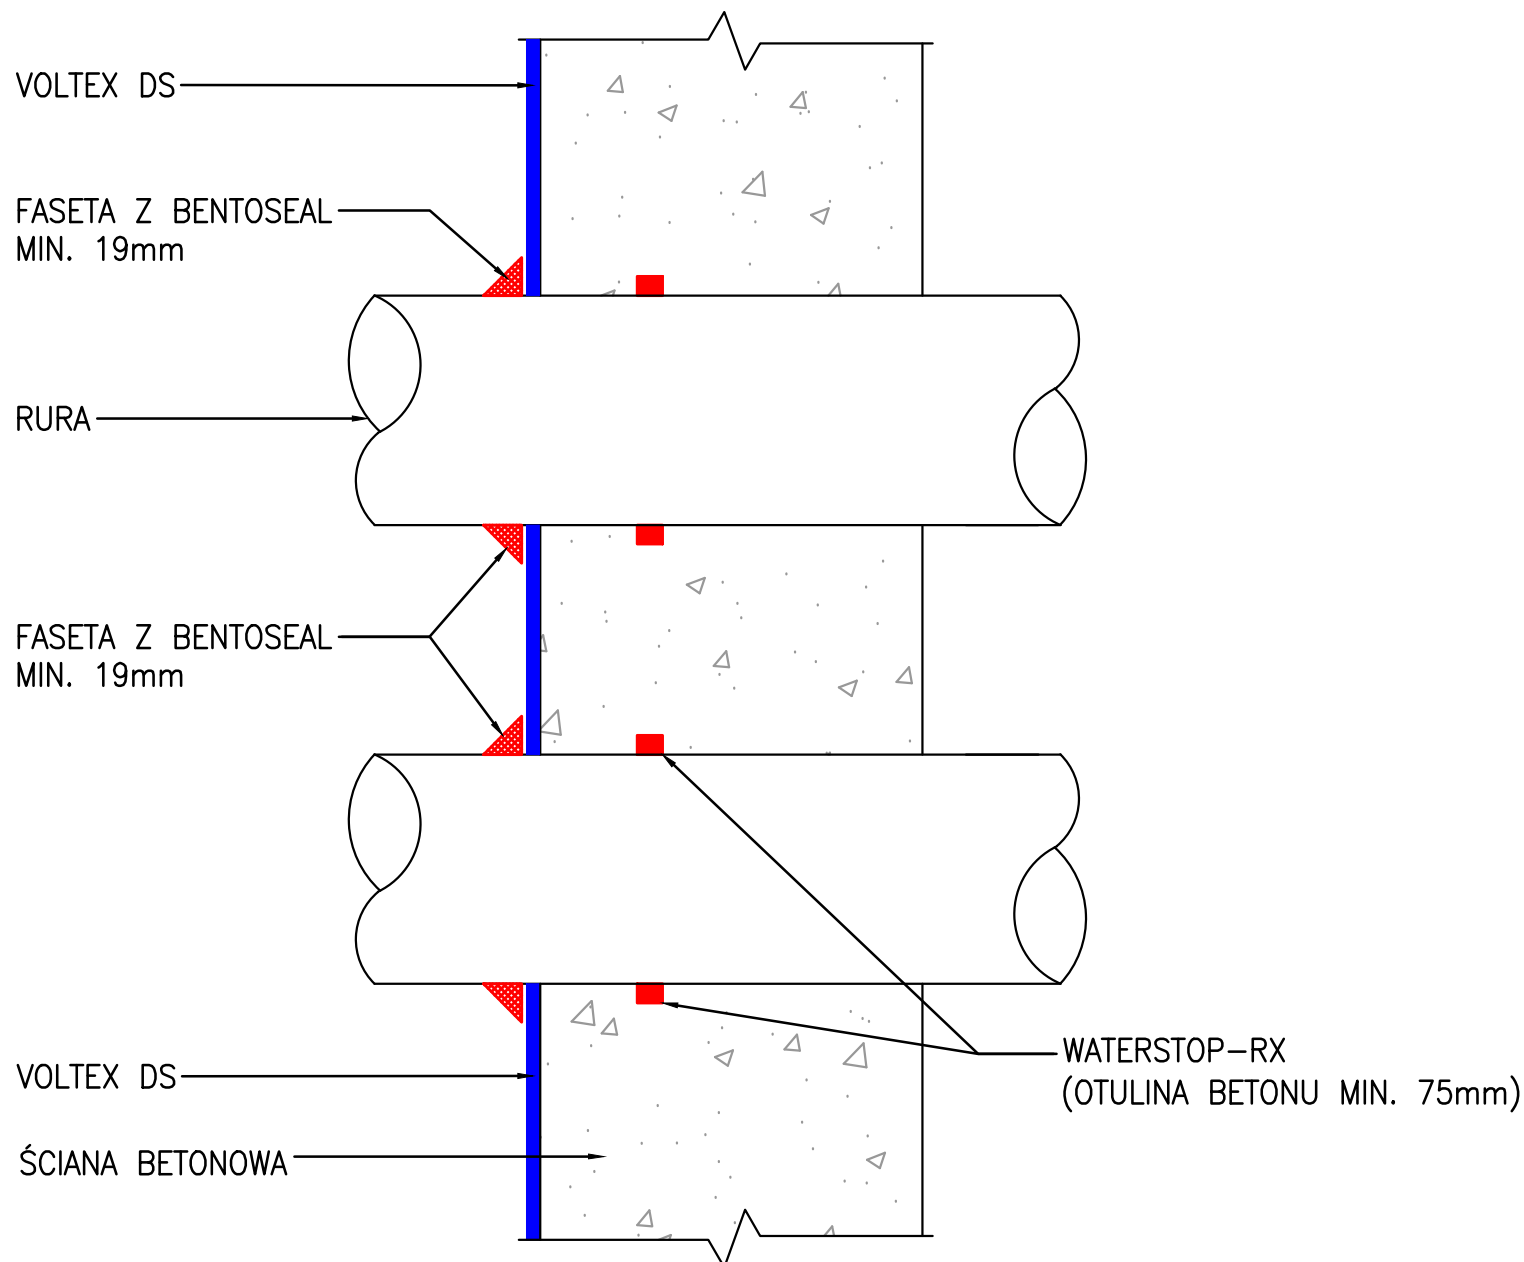 VOLTEX DS
FASETA Z BENTOSEAL
MIN. 19mm
RURA
FASETA Z BENTOSEAL
MIN. 19mm
WATERSTOP-RX
(OTULINA BETONU MIN. 75mm)
VOLTEX DS
ŚCIANA BETONOWA